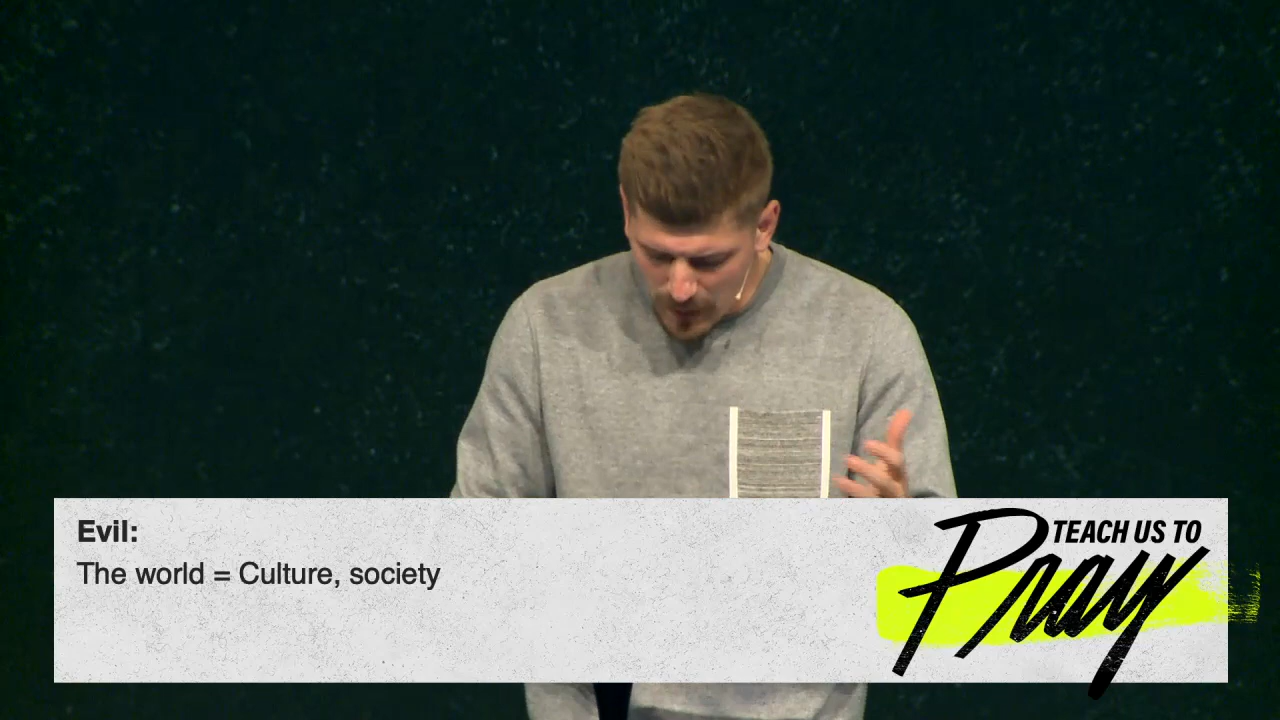 Evil:
The world = Culture, society
TEACH US TO
Pray